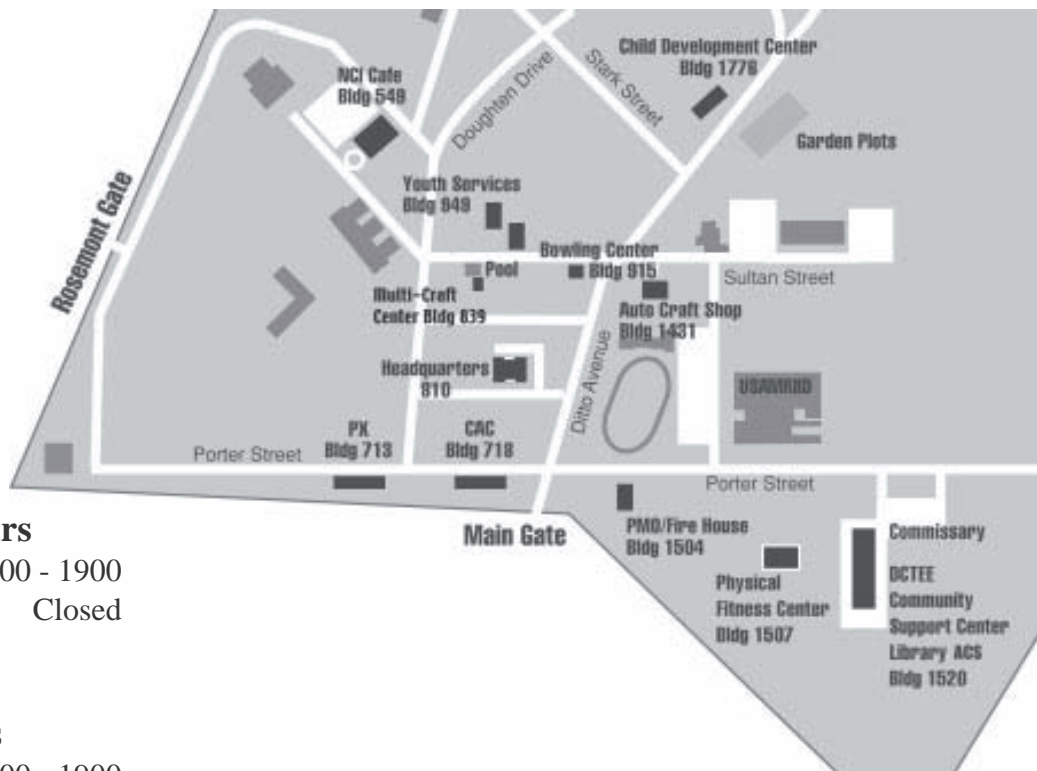 Child Development Center
Bldg 1776
NCI Cafe
Bldg 549
Doughten Drive
Stark Street
Garden Plots
Rosemont Gate
Youth Services
Bldg 949
Bowling Center
Bldg 915
Pool
Sultan Street
Multi-Craft
Center Bldg 839
Auto Craft Shop
Bldg 1431
Headquarters
810
Ditto Avenue
USAMRIID
PX
Bldg 713
CAC
Bldg 718
Porter Street
Porter Street
Main Gate
PMO/Fire House
Bldg 1504
Commissary
Physical
Fitness Center
Bldg 1507
DCTEE
Community
Support Center
Library ACS
Bldg 1520
rs
00 - 1900
Closed
s
00 - 1900